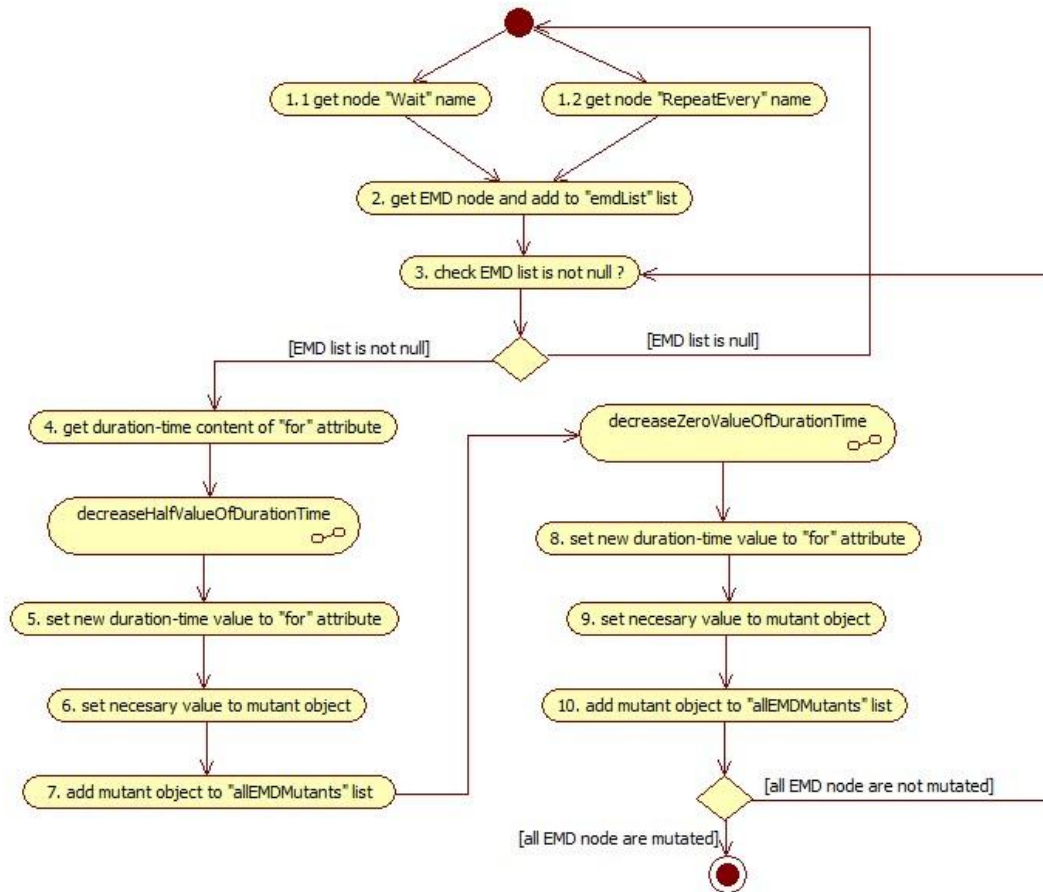 1.1 get node "Wait" name
1.2 get node "RepeatEvery" name
2. get EMD node and add to "emdList" list
3. check EMD list is not null ?
[EMD list is not null]
[EMD list is null]
4. get duration-time content of "for" attribute
decreaseHalfValueOfDurationTime
5. set new duration-time value to "for" attribute
6. set necesary value to mutant object
7. add mutant object to "allEMDMutants" list
decreaseZeroValueOfDurationTime
8. set new duration-time value to "for" attribute
9. set necesary value to mutant object
10. add mutant object to "allEMDMutants" list
[all EMD node are not mutated]
[all EMD node are mutated]